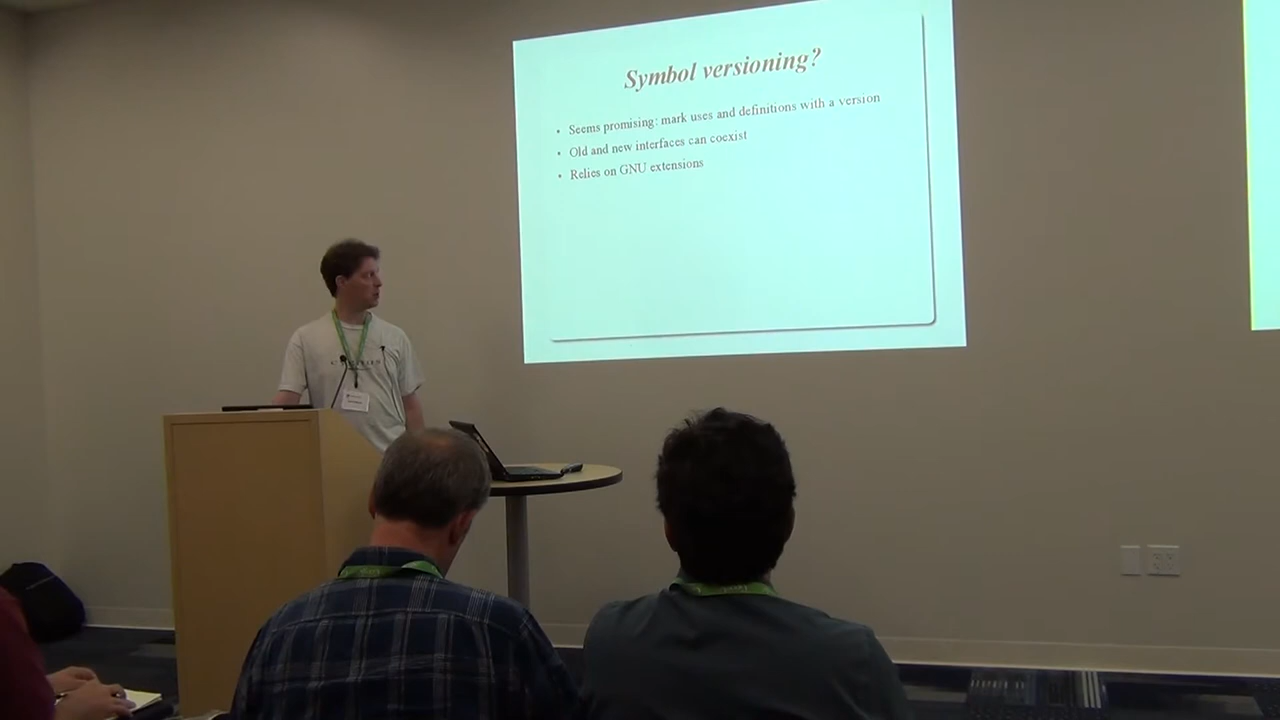 Symbol versioning?
• Seems promising: mark uses and definitions with a version
• Old and new interfaces can coexist
• Relies on GNU extensions